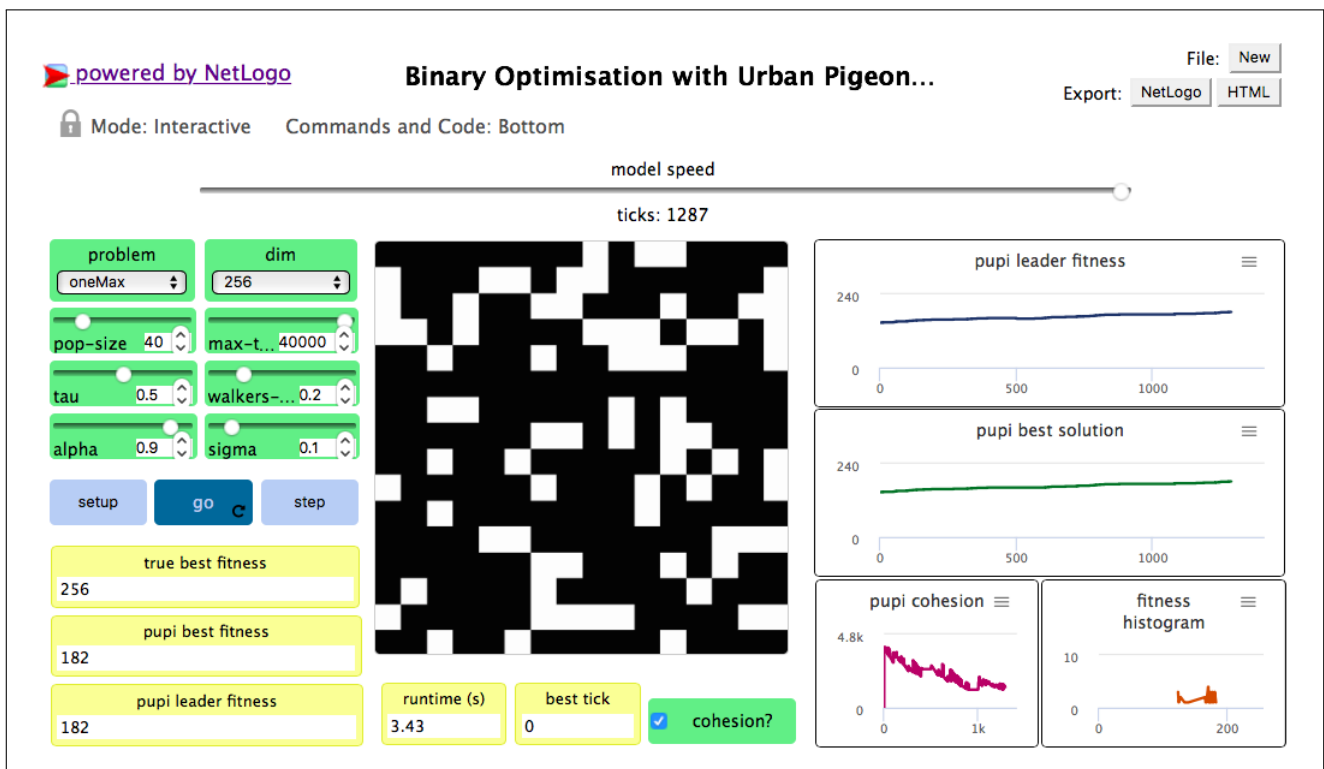 powered by NetLogo
Binary Optimisation with Urban Pigeon...
File: New
Export: NetLogo HTML
Mode: Interactive Commands and Code: Bottom
model speed
ticks: 1287
problem
oneMax
dim
256
pop-size 40
max-t... 40000
tau 0.5
walkers-... 0.2
alpha 0.9
sigma 0.1
setup
go
step
true best fitness
256
pupi best fitness
182
pupi leader fitness
182
runtime (s)
3.43
best tick
0
cohesion?
pupi leader fitness
240
0
0 500 1000
pupi best solution
240
0
0 500 1000
pupi cohesion
4.8k
0
0 1k
fitness
histogram
10
0
0 200